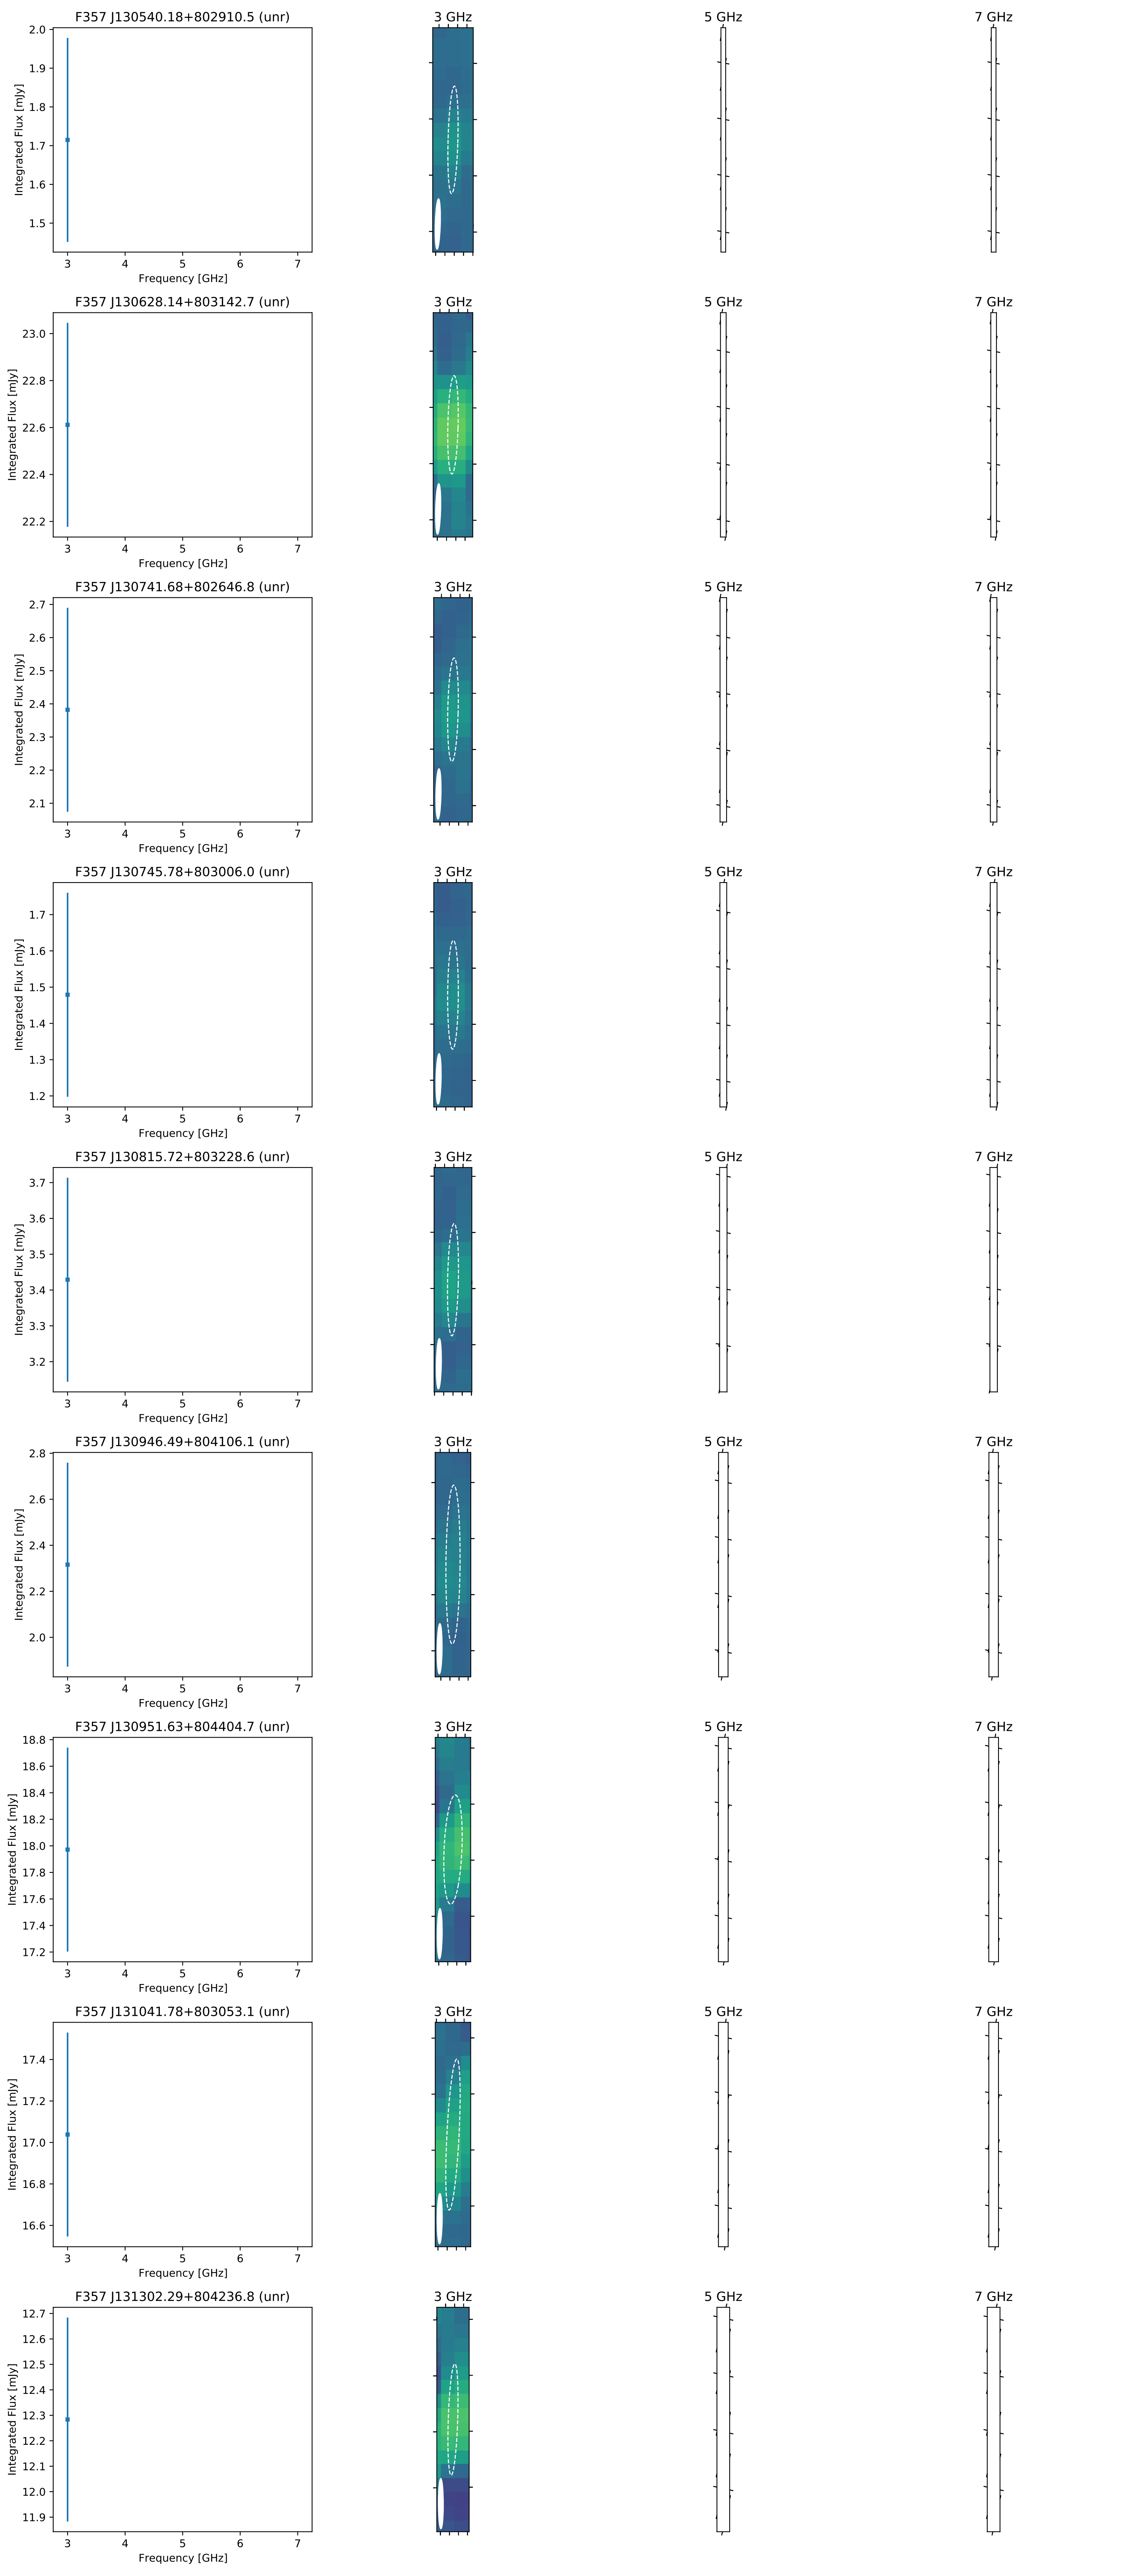 F357 J130540.18+802910.5 (unr)
3 GHz
5 GHz
7 GHz
2.0
1.9
1.8
1.7
1.6
1.5
Integrated Flux [mJy]
3 4 5 6 7
Frequency [GHz]
F357 J130628.14+803142.7 (unr)
3 GHz
5 GHz
7 GHz
23.0
22.8
22.6
22.4
22.2
Integrated Flux [mJy]
3 4 5 6 7
Frequency [GHz]
F357 J130741.68+802646.8 (unr)
3 GHz
5 GHz
7 GHz
2.7
2.6
2.5
2.4
2.3
2.2
2.1
Integrated Flux [mJy]
3 4 5 6 7
Frequency [GHz]
F357 J130745.78+803006.0 (unr)
3 GHz
5 GHz
7 GHz
1.7
1.6
1.5
1.4
1.3
1.2
Integrated Flux [mJy]
3 4 5 6 7
Frequency [GHz]
F357 J130815.72+803228.6 (unr)
3 GHz
5 GHz
7 GHz
3.7
3.6
3.5
3.4
3.3
3.2
Integrated Flux [mJy]
3 4 5 6 7
Frequency [GHz]
F357 J130946.49+804106.1 (unr)
3 GHz
5 GHz
7 GHz
2.8
2.6
2.4
2.2
2.0
Integrated Flux [mJy]
3 4 5 6 7
Frequency [GHz]
F357 J130951.63+804404.7 (unr)
3 GHz
5 GHz
7 GHz
18.8
18.6
18.4
18.2
18.0
17.8
17.6
17.4
17.2
Integrated Flux [mJy]
3 4 5 6 7
Frequency [GHz]
F357 J131041.78+803053.1 (unr)
3 GHz
5 GHz
7 GHz
17.4
17.2
17.0
16.8
16.6
Integrated Flux [mJy]
3 4 5 6 7
Frequency [GHz]
F357 J131302.29+804236.8 (unr)
3 GHz
5 GHz
7 GHz
12.7
12.6
12.5
12.4
12.3
12.2
12.1
12.0
11.9
Integrated Flux [mJy]
3 4 5 6 7
Frequency [GHz]